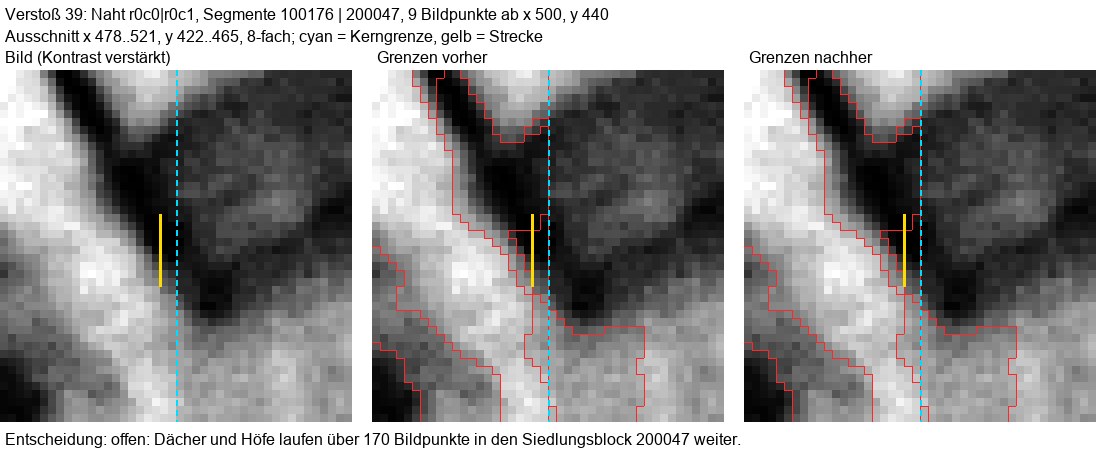 Verstoß 39: Naht r0c0|r0c1, Segmente 100176 | 200047, 9 Bildpunkte ab x 500, y 440
Ausschnitt x 478..521, y 422..465, 8-fach; cyan = Kerngrenze, gelb = Strecke
Bild (Kontrast verstärkt) Grenzen vorher Grenzen nachher
Entscheidung: offen: Dächer und Höfe laufen über 170 Bildpunkte in den Siedlungsblock 200047 weiter.